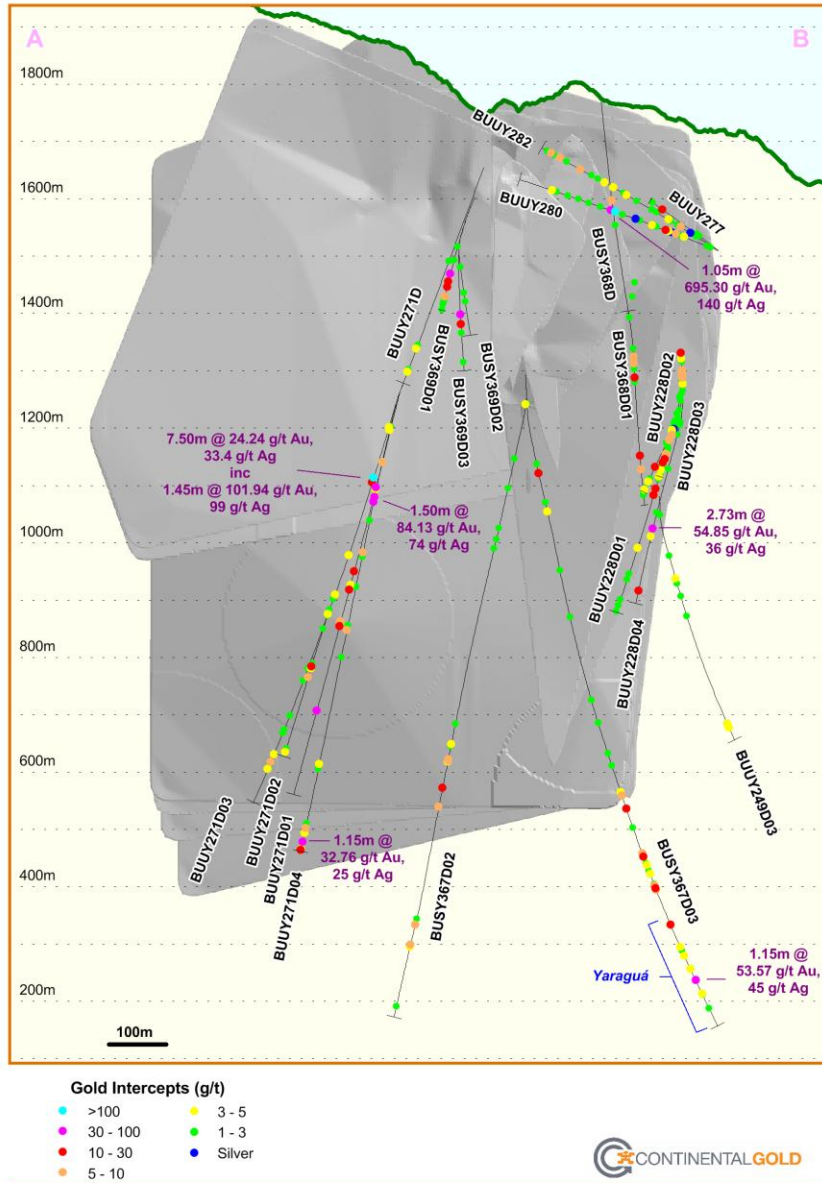 A
B
1800m
BUUY282
1600m
BUUY280
BUUY277
BUSY368D
1.05m @
695.30 g/t Au,
140 g/t Ag
1400m
BUUY271D
BUSY369D01
BUSY369D02
BUSY369D03
BUSY368D01
BUUY228D02
BUUY228D03
1200m
7.50m @ 24.24 g/t Au,
33.4 g/t Ag
inc
1.45m @ 101.94 g/t Au,
99 g/t Ag
1.50m @
84.13 g/t Au,
74 g/t Ag
2.73m @
54.85 g/t Au,
36 g/t Ag
1000m
BUUY228D01
BUUY228D04
800m
BUUY249D03
600m
BUUY271D03
BUUY271D02
BUUY271D01
BUUY271D04
1.15m @
32.76 g/t Au,
25 g/t Ag
BUSY367D02
BUSY367D03
400m
Yaraguá
1.15m @
53.57 g/t Au,
45 g/t Ag
200m
100m
Gold Intercepts (g/t)
>100
30 - 100
10 - 30
5 - 10
3 - 5
1 - 3
Silver
CONTINENTALGOLD